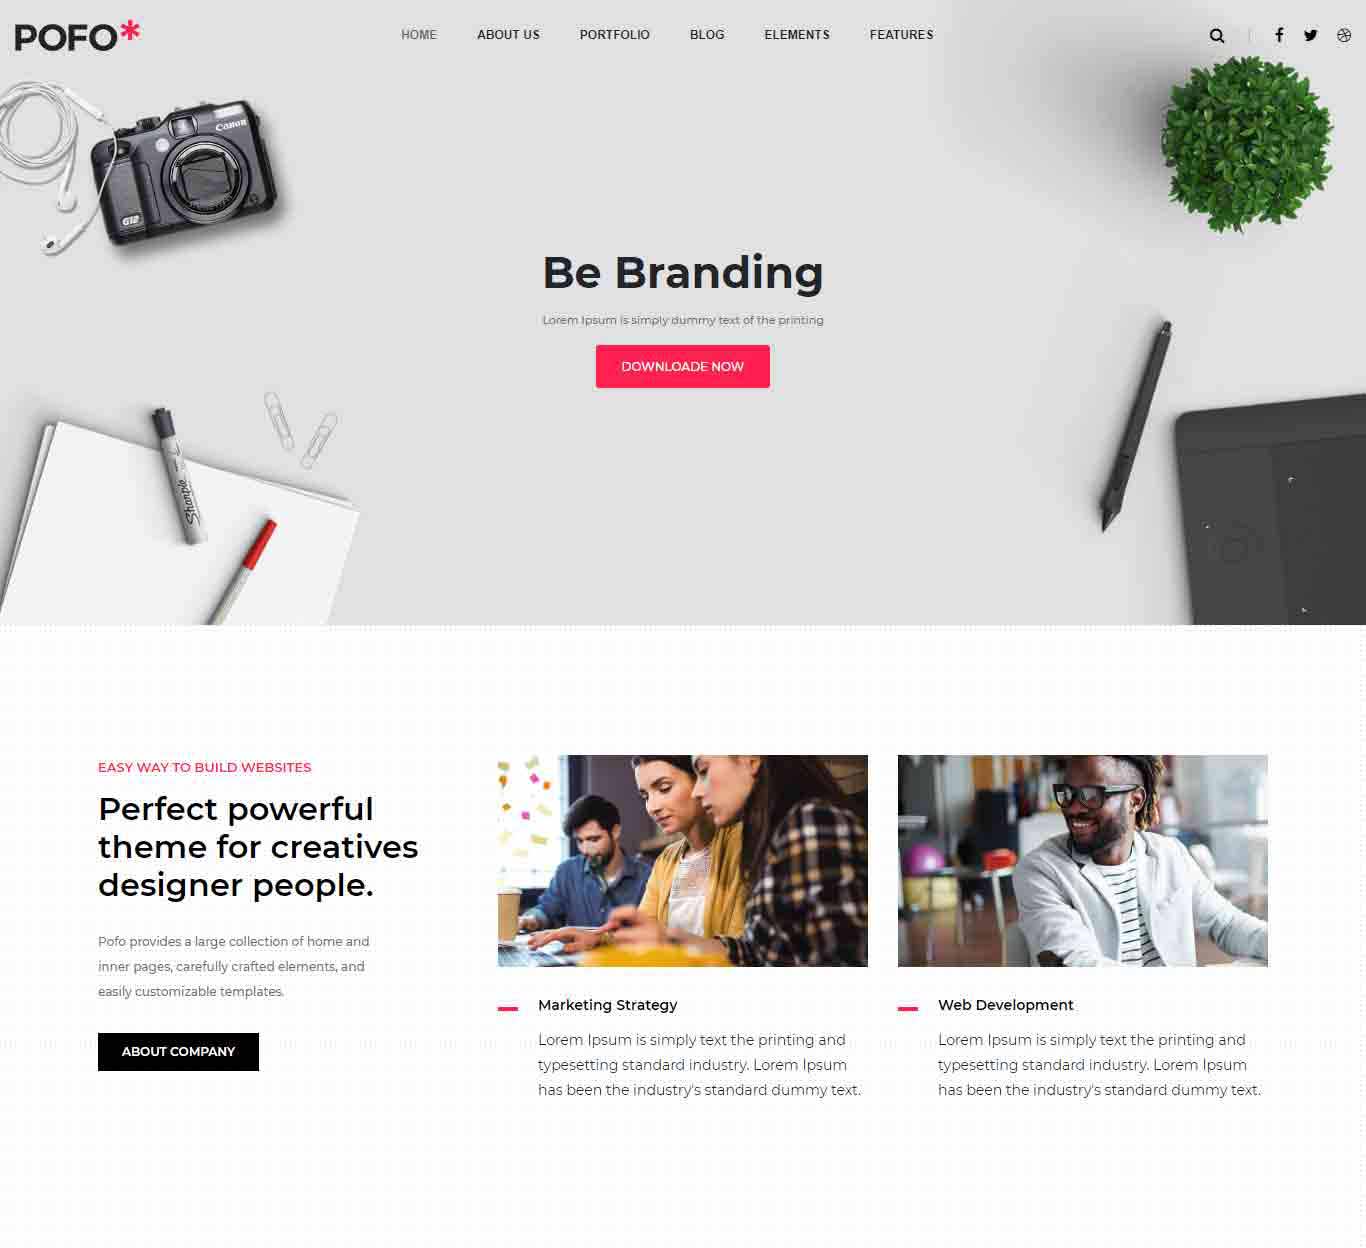 POFO*
HOME ABOUT US PORTFOLIO BLOG ELEMENTS FEATURES
Canon
G12
Be Branding
Lorem Ipsum is simply dummy text of the printing
DOWNLOADE NOW
Sharpie
EASY WAY TO BUILD WEBSITES
Perfect powerful
theme for creatives
designer people.
Pofo provides a large collection of home and
inner pages, carefully crafted elements, and
easily customizable templates.
ABOUT COMPANY
Marketing Strategy
Lorem Ipsum is simply text the printing and
typesetting standard industry. Lorem Ipsum
has been the industry's standard dummy text.
Web Development
Lorem Ipsum is simply text the printing and
typesetting standard industry. Lorem Ipsum
has been the industry's standard dummy text.